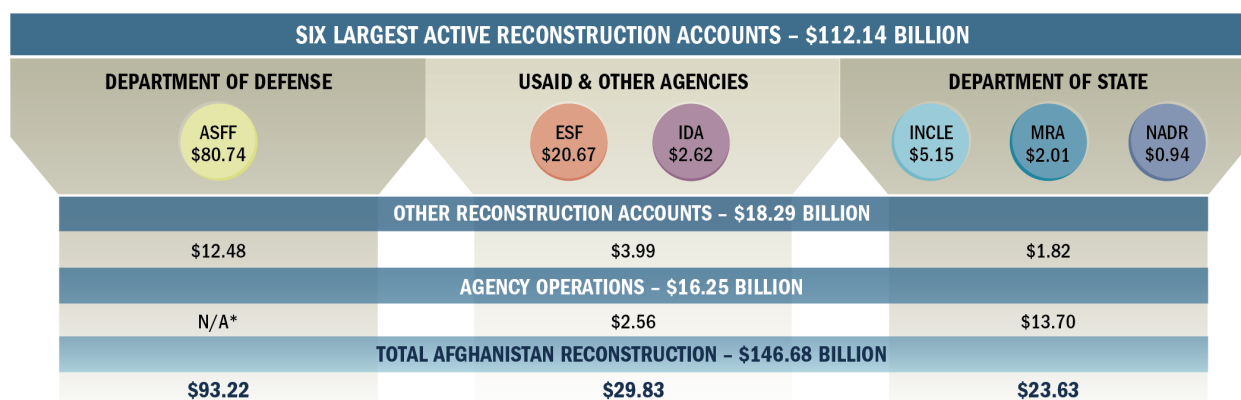 SIX LARGEST ACTIVE RECONSTRUCTION ACCOUNTS – $112.14 BILLION
DEPARTMENT OF DEFENSE
USAID & OTHER AGENCIES
DEPARTMENT OF STATE
ASFF
$80.74
ESF
$20.67
IDA
$2.62
INCLE
$5.15
MRA
$2.01
NADR
$0.94
OTHER RECONSTRUCTION ACCOUNTS – $18.29 BILLION
$12.48
$3.99
$1.82
AGENCY OPERATIONS – $16.25 BILLION
N/A*
$2.56
$13.70
TOTAL AFGHANISTAN RECONSTRUCTION – $146.68 BILLION
$93.22
$29.83
$23.63